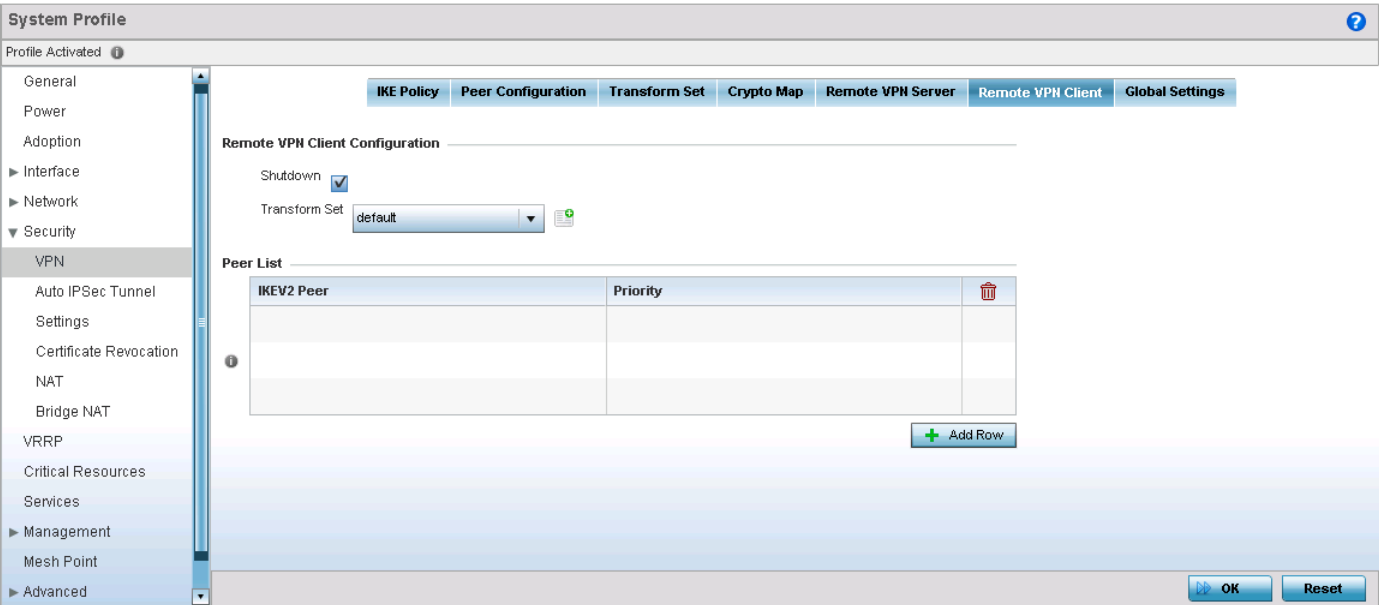 System Profile
Profile Activated
General
Power
Adoption
Interface
Network
Security
VPN
Auto IPSec Tunnel
Settings
Certificate Revocation
NAT
Bridge NAT
VRRP
Critical Resources
Services
Management
Mesh Point
Advanced
IKE Policy Peer Configuration Transform Set Crypto Map Remote VPN Server Remote VPN Client Global Settings
Remote VPN Client Configuration
Shutdown
Transform Set default
Peer List
IKEV2 Peer Priority
Add Row
OK Reset